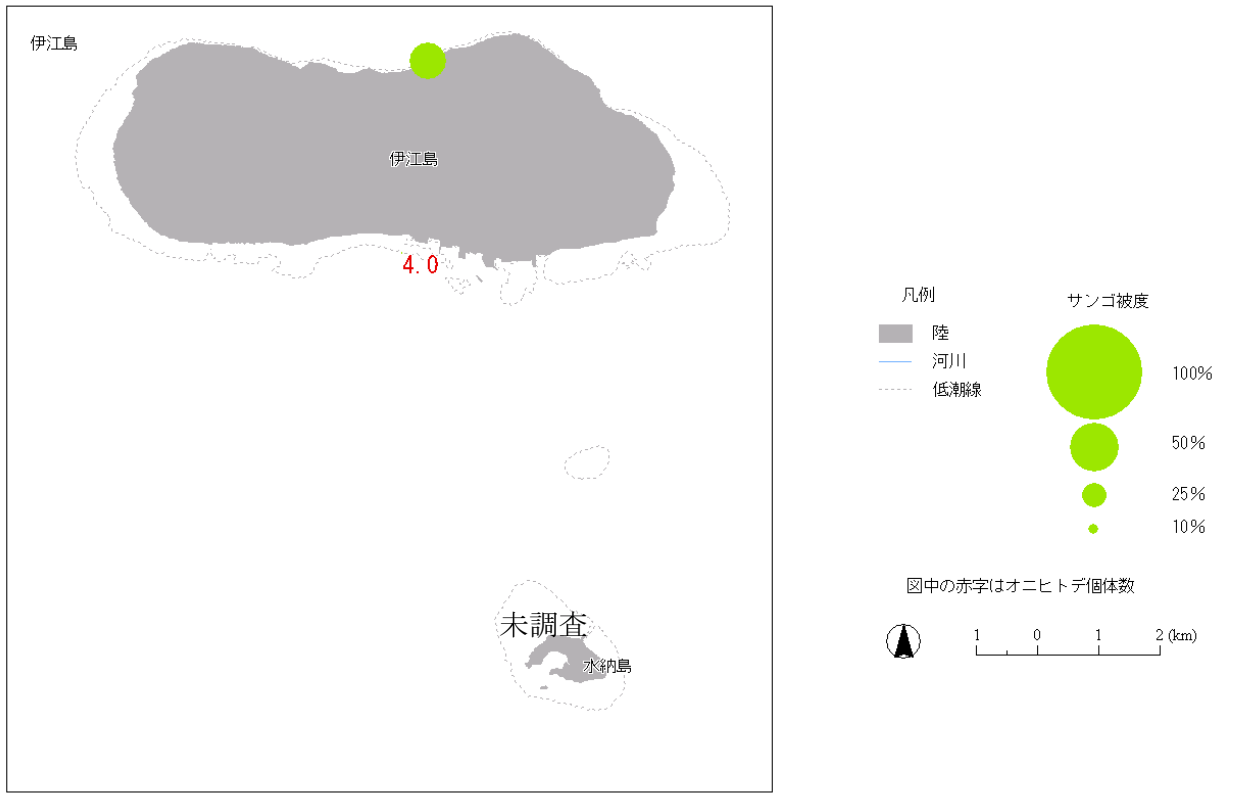 伊江島
伊江島
4.0
未調査
水納島
凡例
陸
河川
低潮線
サンゴ被度
100%
50%
25%
10%
図中の赤字はオニヒトデ個体数
1 0 1 2 (km)